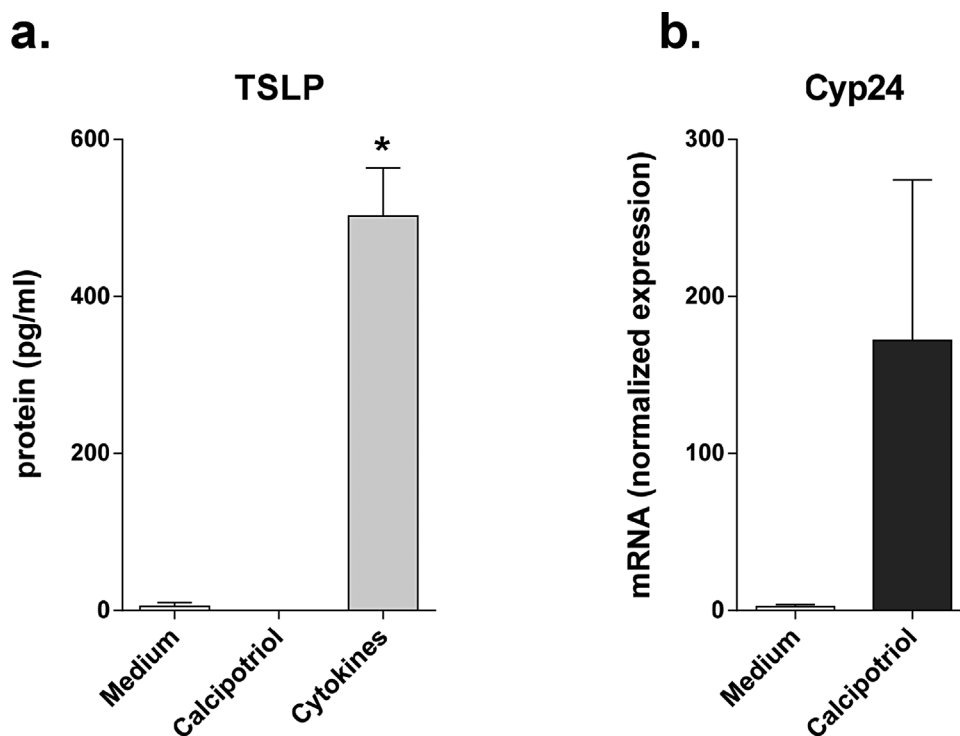 a.
TSLP
protein (pg/ml)
600
400
200
0
*
Medium
Calcipotriol
Cytokines
b.
Cyp24
mRNA (normalized expression)
300
200
100
0
Medium
Calcipotriol